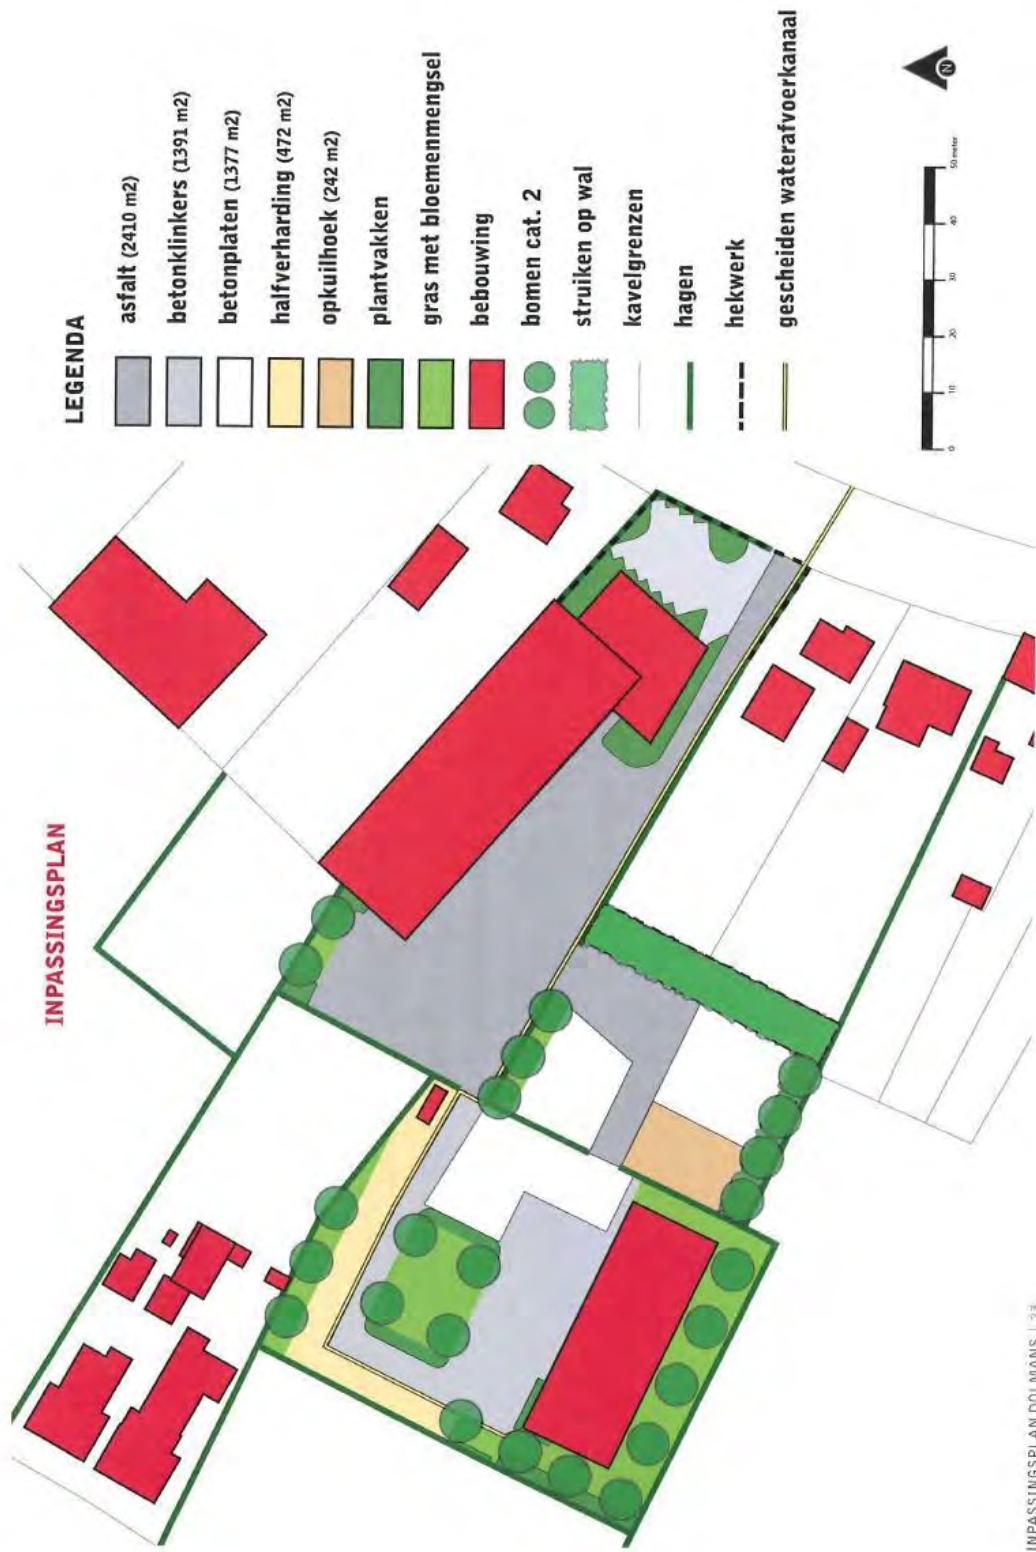 INPASSINGSPLAN
LEGENDA
asfalt (2410 m2)
betonklinkers (1391 m2)
betonplaten (1377 m2)
halfverharding (472 m2)
opkuilhoek (242 m2)
plantvakken
gras met bloemenmengsel
bebouwing
bomen cat. 2
struiken op wal
kavelgrenzen
hagen
hekwerk
gescheiden waterafvoerkanaal
0 10 20 30 40 50 meter
N
INPASSINGSPLAN DOLMANS | 23